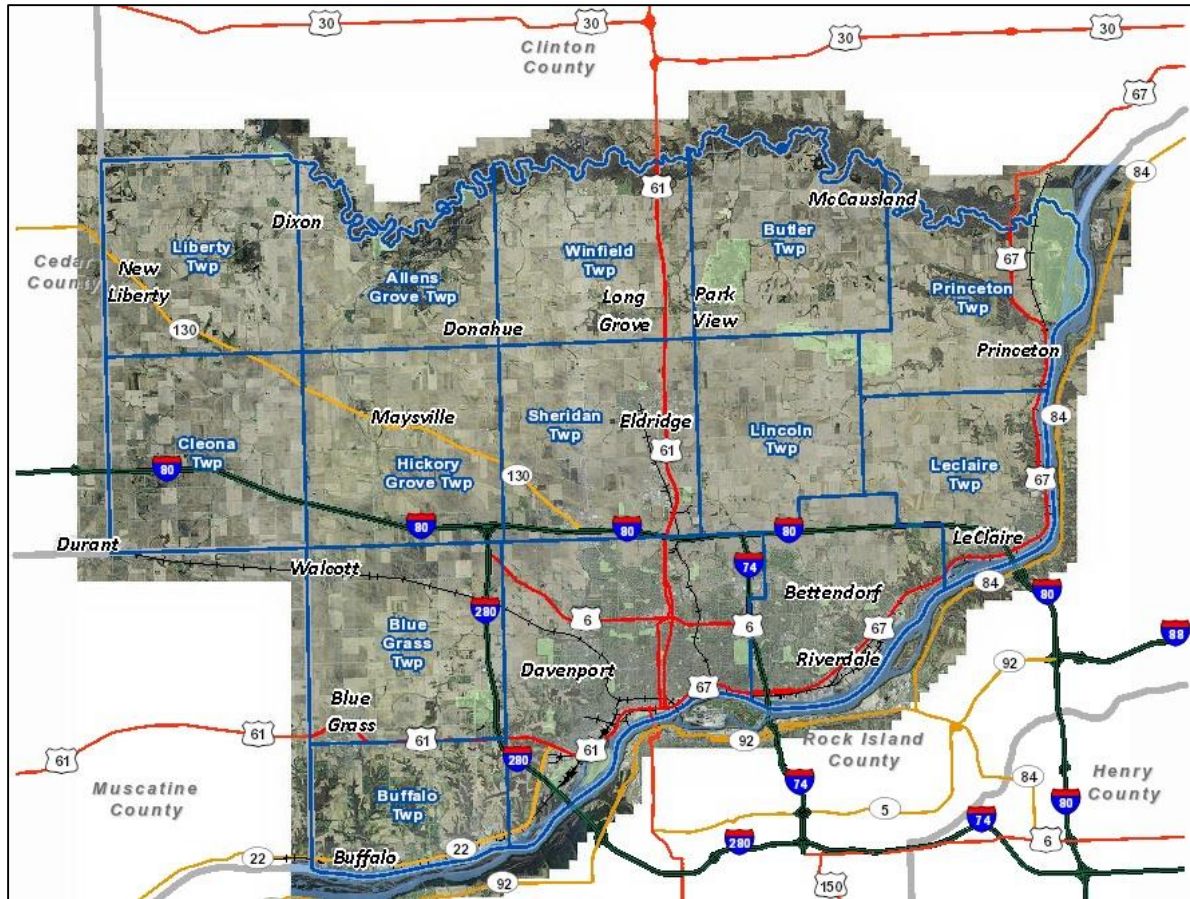 30
30
30
30
Clinton
County
67
84
61
McCausland
Dixon
Butler
Twp
Liberty
Twp
Winfield
Twp
67
Cedar
County
New
Liberty
Allens
Grove Twp
Princeton
Twp
Long
Grove
Park
View
130
Donahue
Princeton
Maysville
Sheridan
Twp
Eldridge
84
Cleona
Twp
Lincoln
Twp
61
80
Hickory
Grove Twp
130
Leclaire
Twp
67
80
80
80
Durant
LeClaire
Walcott
74
84
Bettendorf
80
280
6
6
67
88
Blue
Grass
Twp
Davenport
Riverdale
92
67
Blue
Grass
61
61
61
61
92
Rock Island
County
280
Muscatine
County
Buffalo
Twp
74
84
Henry
County
80
5
74
22
Buffalo
22
280
6
92
150